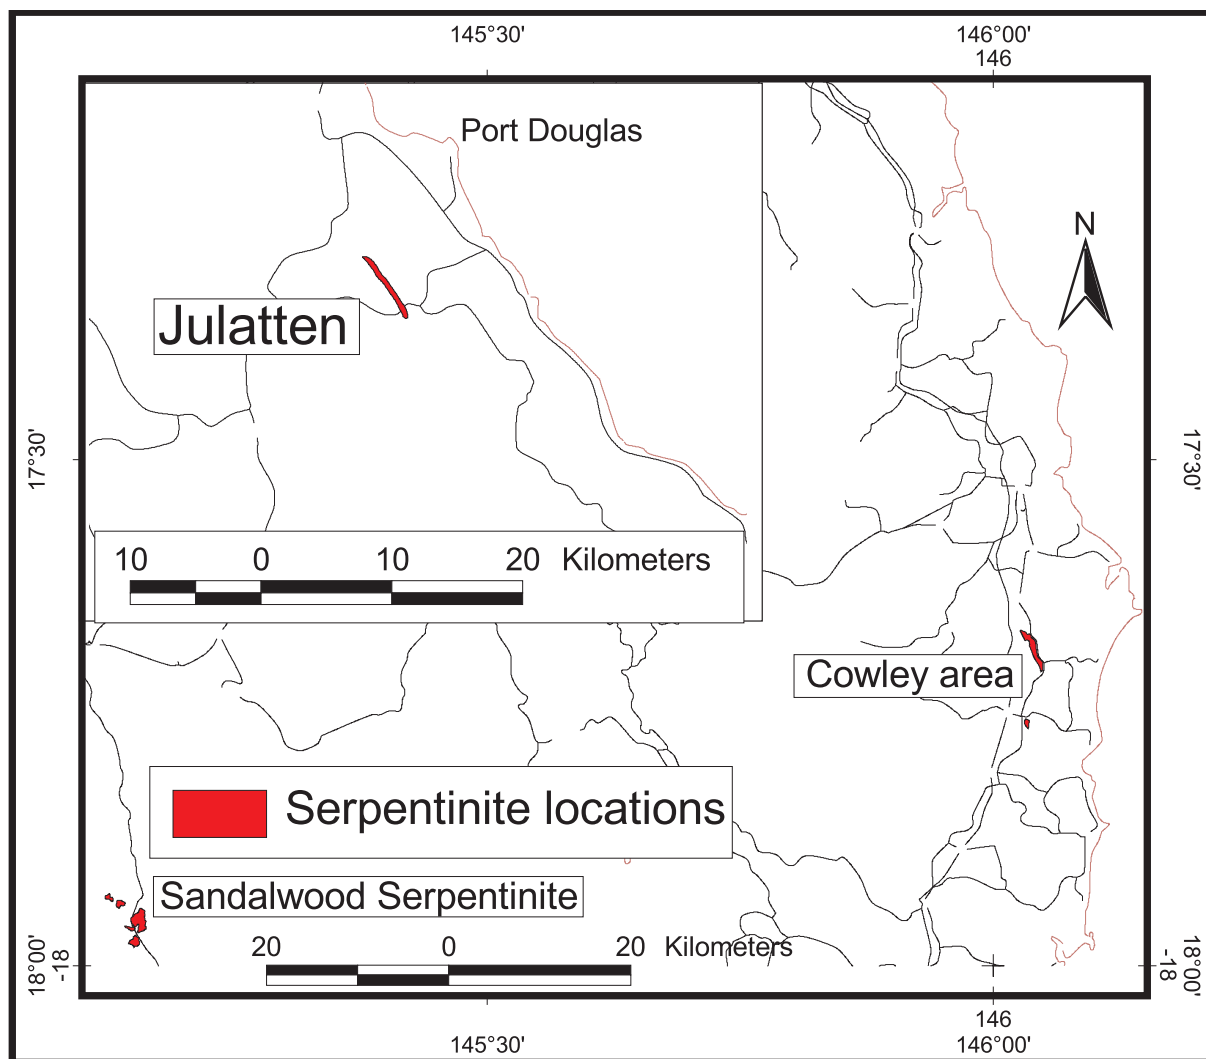 145°30'
146°00'
146
Port Douglas
N
Julatten
17°30'
17°30'
10 0 10 20 Kilometers
Cowley area
Serpentinite locations
Sandalwood Serpentinite
20 0 20 Kilometers
18°00'
-18
-18
18°00'
146
145°30'
146°00'